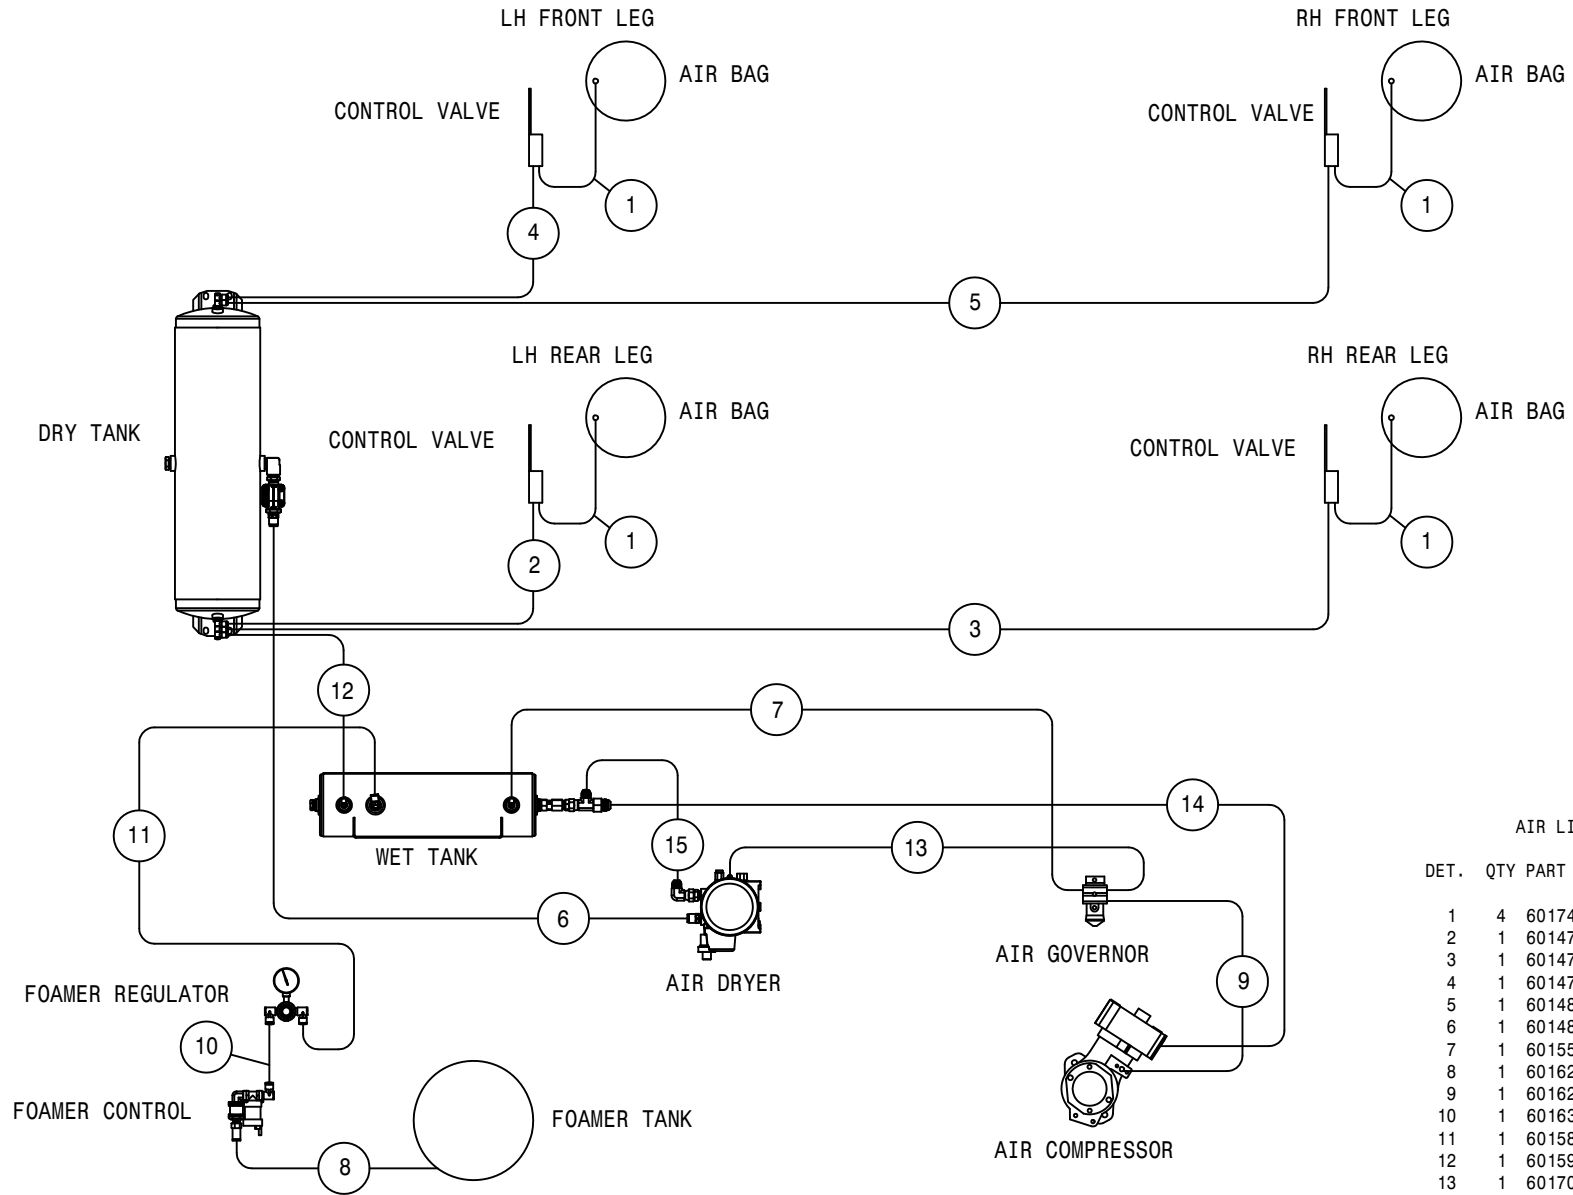 LH FRONT LEG
RH FRONT LEG
AIR BAG
AIR BAG
CONTROL VALVE
CONTROL VALVE
1
1
4
5
LH REAR LEG
RH REAR LEG
AIR BAG
AIR BAG
DRY TANK
CONTROL VALVE
CONTROL VALVE
1
1
2
3
12
7
14
11
15
13
WET TANK
6
AIR DRYER
AIR GOVERNOR
9
FOAMER REGULATOR
10
FOAMER CONTROL
FOAMER TANK
AIR COMPRESSOR
8
AIR LI
DET. QTY PART
1 4 60174
2 1 60147
3 1 60147
4 1 60147
5 1 60148
6 1 60148
7 1 60155
8 1 60162
9 1 60162
10 1 60163
11 1 60158
12 1 60159
13 1 60170